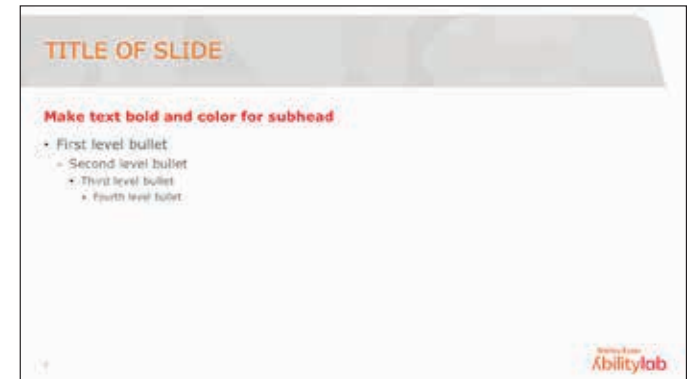 TITLE OF SLIDE
Make text bold and color for subhead
• First level bullet
- Second level bullet
• Third level bullet
• Fourth level bullet
Abilitylab